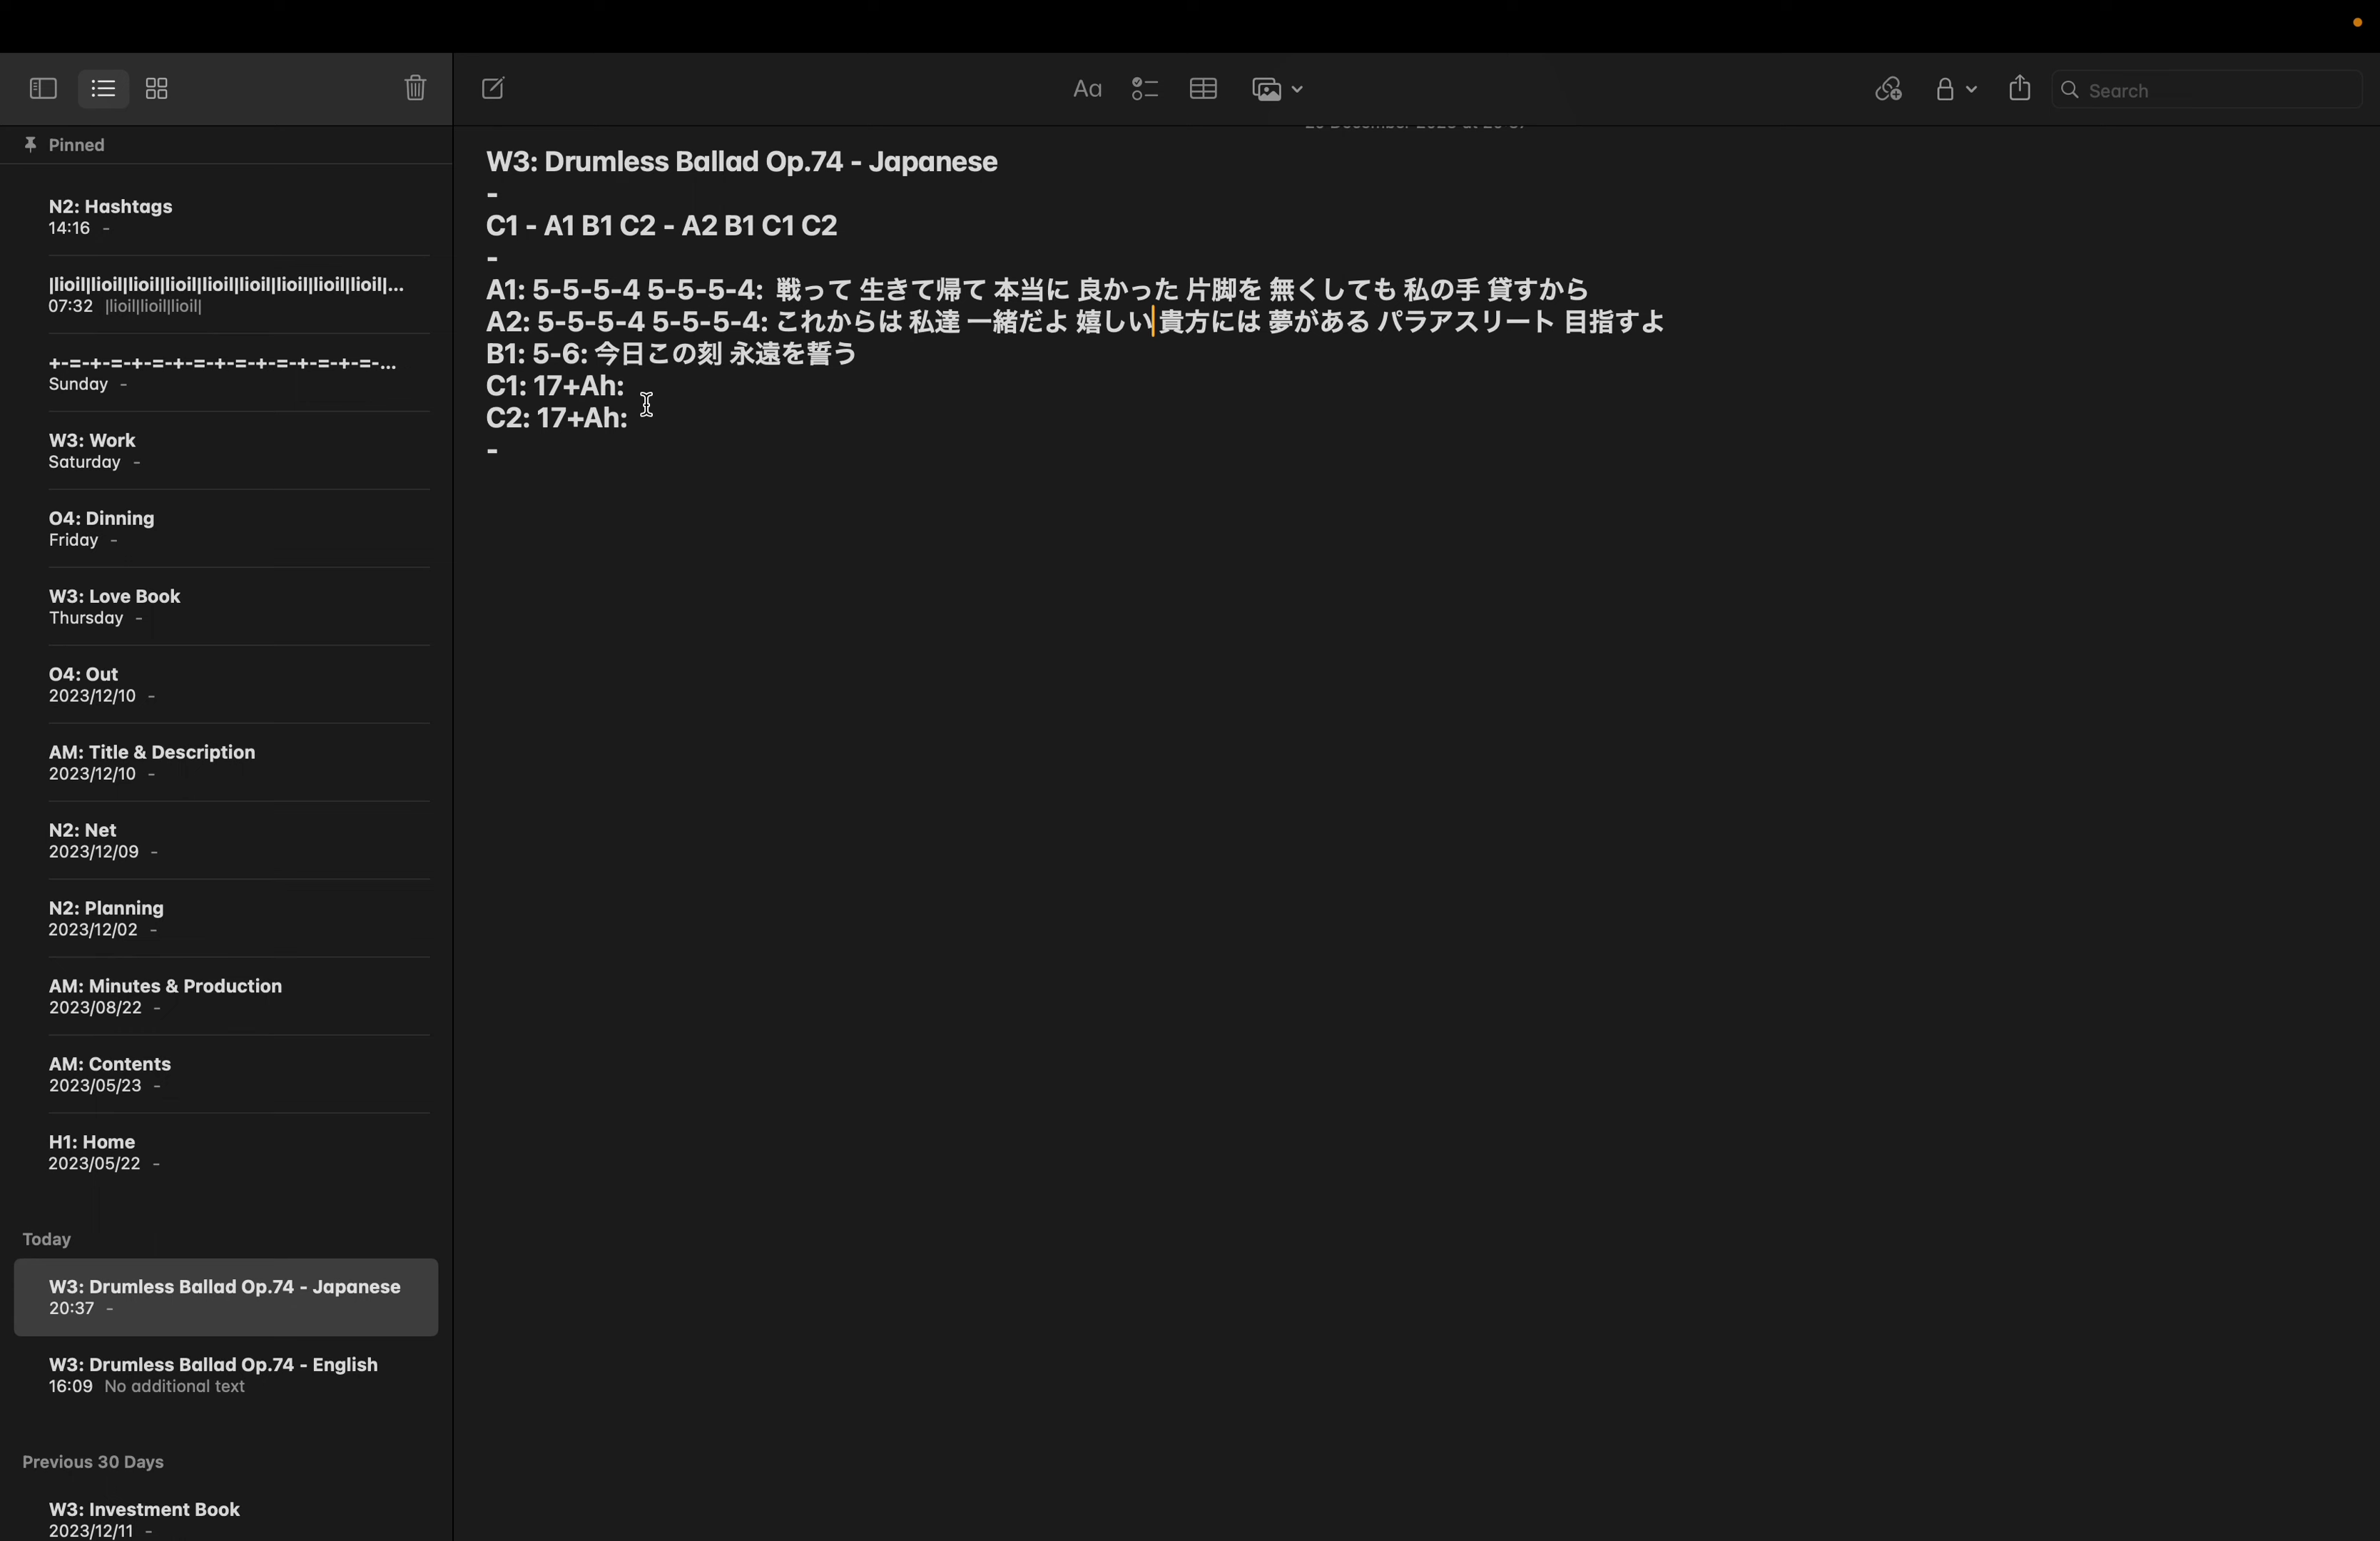 Search
Pinned
N2: Hashtags
14:16 -
|lioil|lioil|lioil|lioil|lioil|lioil|lioil|lioil|lioil|...
07:32 |lioil|lioil|lioil|
+-=-+-=-+-=-+-=-+-=-+-=-+-=-+-=-...
Sunday -
W3: Work
Saturday -
O4: Dinning
Friday -
W3: Love Book
Thursday -
O4: Out
2023/12/10 -
AM: Title & Description
2023/12/10 -
N2: Net
2023/12/09 -
N2: Planning
2023/12/02 -
AM: Minutes & Production
2023/08/22 -
AM: Contents
2023/05/23 -
H1: Home
2023/05/22 -
Today
W3: Drumless Ballad Op.74 - Japanese
20:37 -
W3: Drumless Ballad Op.74 - English
16:09 No additional text
Previous 30 Days
W3: Investment Book
2023/12/11 -
Aa
W3: Drumless Ballad Op.74 - Japanese
-
C1 - A1 B1 C2 - A2 B1 C1 C2
-
A1: 5-5-5-4 5-5-5-4: 戦って 生きて帰て 本当に 良かった 片脚を 無くしても 私の手 貸すから
A2: 5-5-5-4 5-5-5-4: これからは 私達 一緒だよ 嬉しい 貴方には 夢がある パラアスリート 目指すよ
B1: 5-6: 今日この刻 永遠を誓う
C1: 17+Ah:
C2: 17+Ah:
-